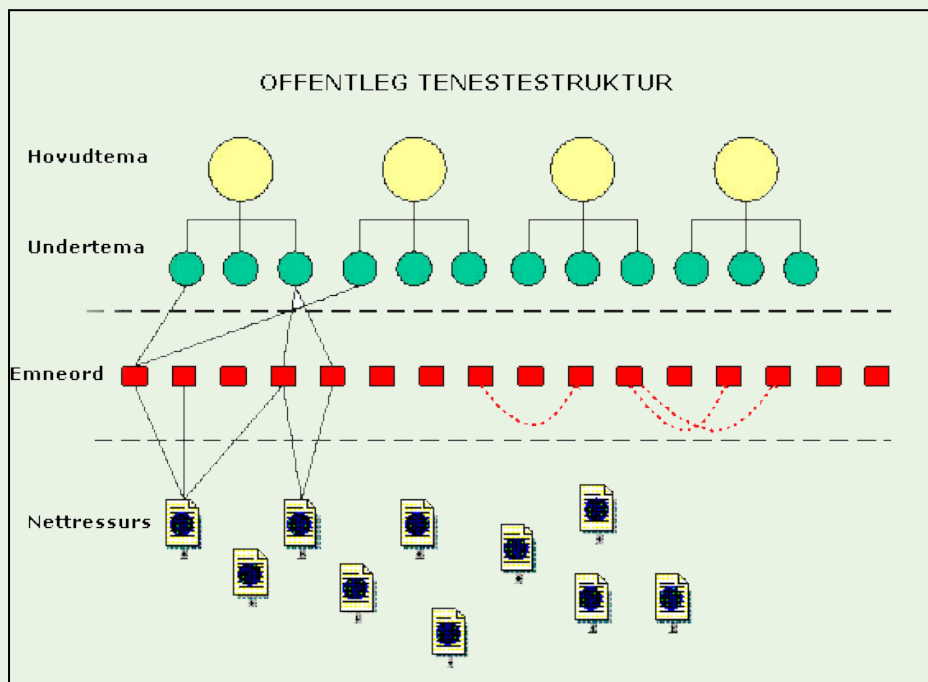 OFFENTLEG TENESTESTRUKTUR
Hovudtema
Undertema
Emneord
Nettressurs